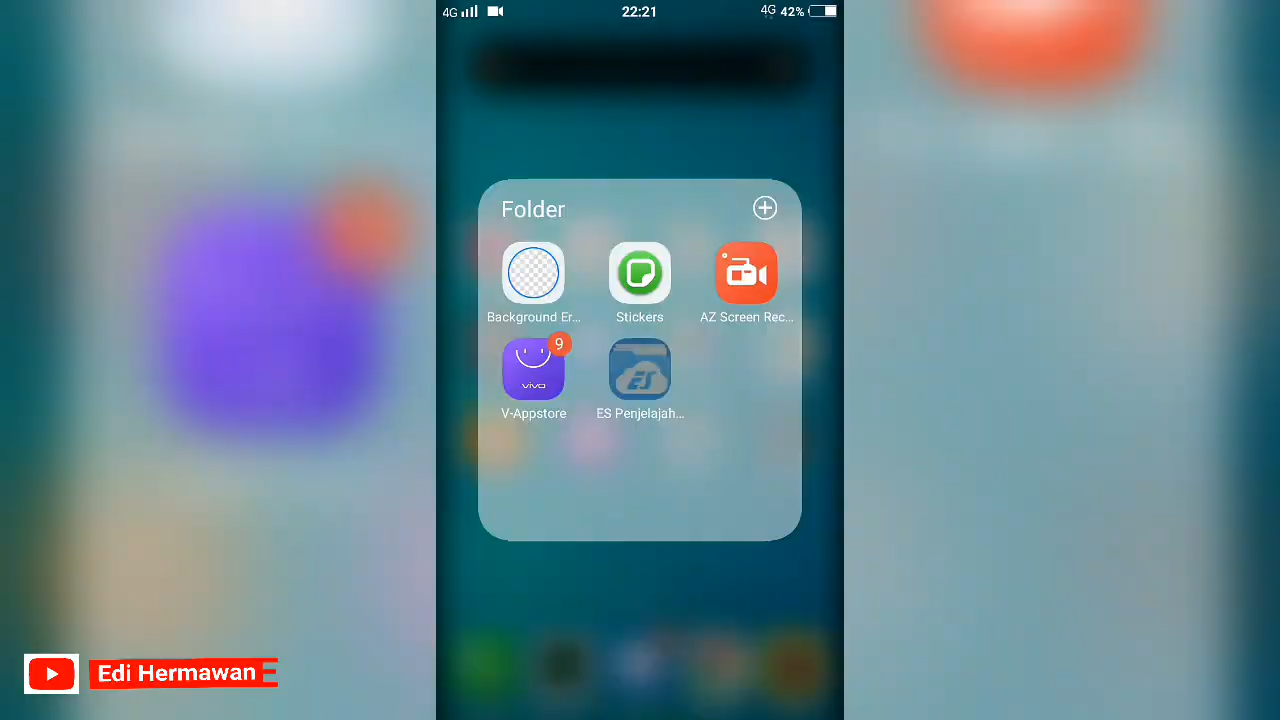 4G 22:21 4G 42%
Folder
Background Er... Stickers AZ Screen Rec...
9
vivo
ES
V-Appstore ES Penjelajah...
Edi Hermawan E